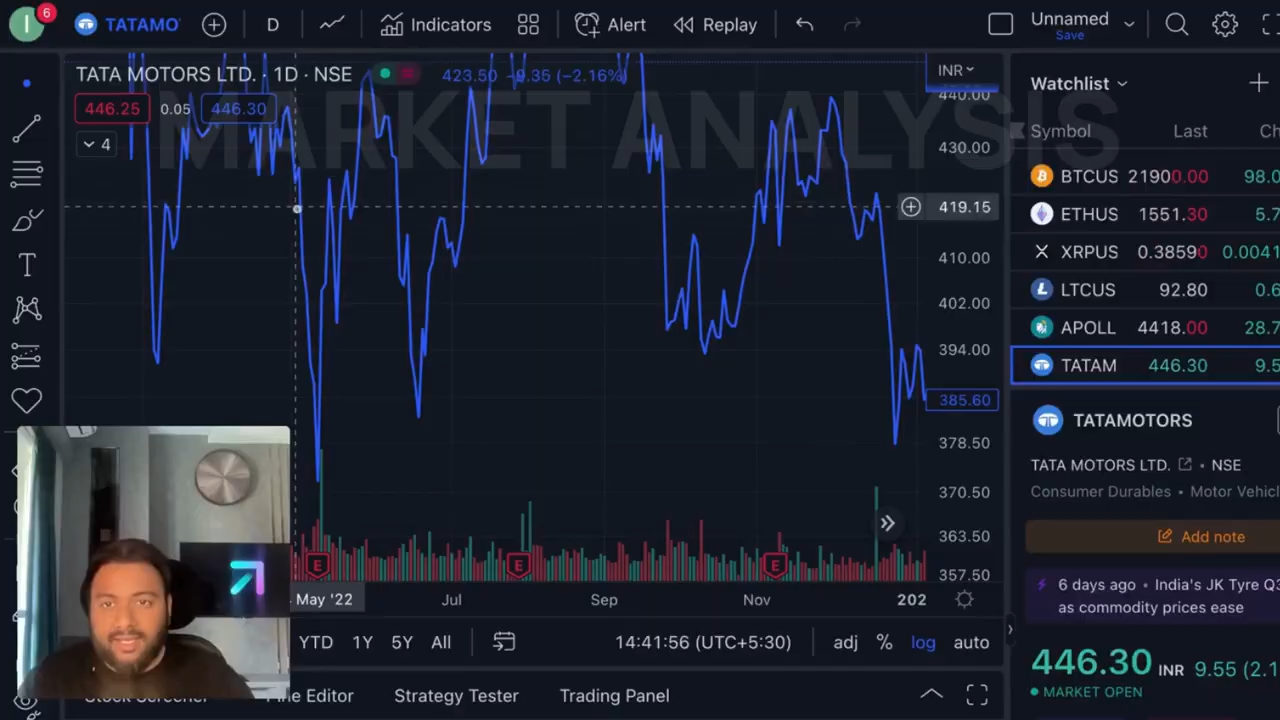 I 6 TATAMO D Indicators Alert Replay Unnamed
Save
TATA MOTORS LTD. · 1D · NSE 423.50 -9.35 (-2.16%)
446.25 0.05 446.30
4
MARKET ANALYSIS
INR
440.00
430.00
419.15
410.00
402.00
394.00
385.60
378.50
370.50
363.50
357.50
E E E
May '22 Jul Sep Nov 202
YTD 1Y 5Y All 14:41:56 (UTC+5:30) adj % log auto
Stock Screener Pine Editor Strategy Tester Trading Panel
Watchlist
Symbol Last Ch
BTCUS 21900.00 98.0
ETHUS 1551.30 5.7
XRPUS 0.38590 0.0041
LTCUS 92.80 0.6
APOLL 4418.00 28.7
TATAM 446.30 9.5
TATAMOTORS
TATA MOTORS LTD. • NSE
Consumer Durables • Motor Vehicl
Add note
6 days ago • India's JK Tyre Q3
as commodity prices ease
446.30 INR 9.55 (2.1
MARKET OPEN